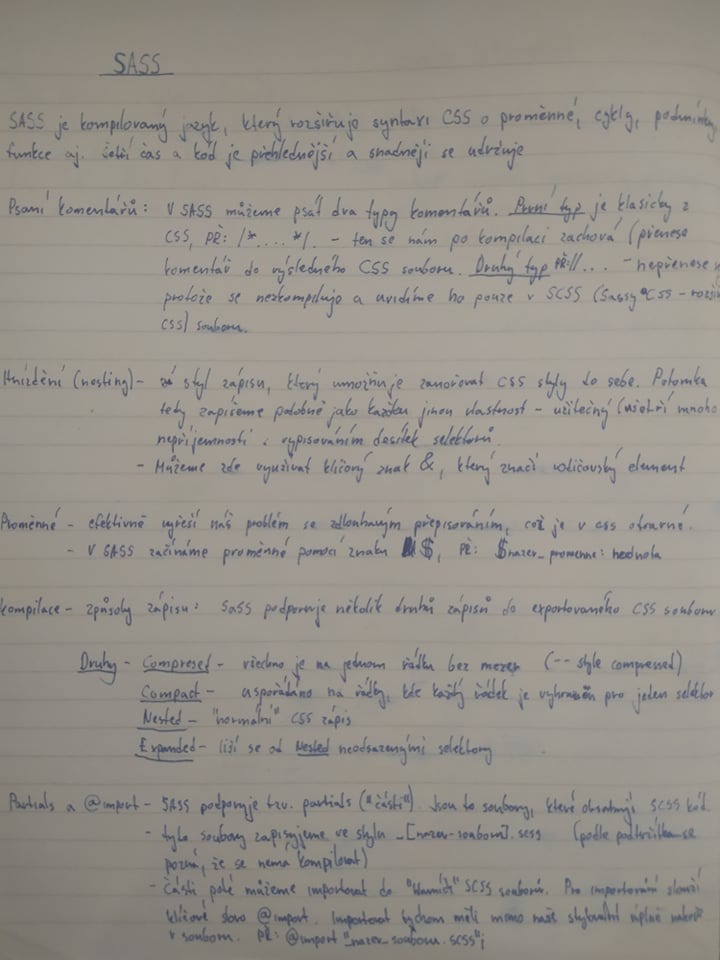 SASS
SASS je kompilovaný jazyk, který rozšiřuje syntaxi CSS o proměnné, cykly, podmínky
funkce aj. šetří čas a kód je přehlednější a snadněji se udržuje
Psaní komentářů: V SASS můžeme psát dva typy komentářů. První typ je klasicky z
CSS, PŘ: /*....*/. - ten se nám po kompilaci zachová (přenese
komentář do výsledného CSS souboru. Druhý typ PŘ: //... - nepřenese
protože se nezkompiluje a uvidíme ho pouze v SCSS (Sassy CSS -
CSS) souboru.
Hnízdění (nesting) - styl zápisu, který umožňuje zanořovat CSS styly do sebe. Potomka
tedy zapíšeme podobně jako každou jinou vlastnost - užitečný (ušetří mnoho
nepříjemností s vypisováním desítek selektorů.
- Můžeme zde využívat klíčový znak &, který značí rodičovský element
Proměnné - efektivně vyřeší náš problém se zdlouhavým přepisováním, což je v css otravné.
- V SASS začínáme proměnné pomocí znaku $, PŘ: $nazev_promenne: hodnota
kompilace - způsoby zápisu: SaSS podporuje několik druhů zápisů do exportovaného CSS souboru
Druhy - Compresed - všechno je na jednom řádku bez mezer (--style compressed)
Compact - uspořádáno na řádky, kde každý řádek je vyhrazen pro jeden selektor
Nested - "normální" CSS zápis
Expanded - liší se od Nested neodsazenými selektory
Partials a @import - SASS podporuje tzv. partials ("části"). Jsou to soubory, které obsahují SCSS kód.
- tyto soubory zapisujeme ve stylu _[nazev-souboru].scss (podle podtržítka se
pozná, že se nemá kompilovat)
- Části poté můžeme importovat do "hlavních" SCSS souborů. Pro importování slouží
klíčové slovo @import. Importovat bychom měli mimo naše stylování úplně nahoře
v souboru. PŘ: @import "nazev_souboru.scss";